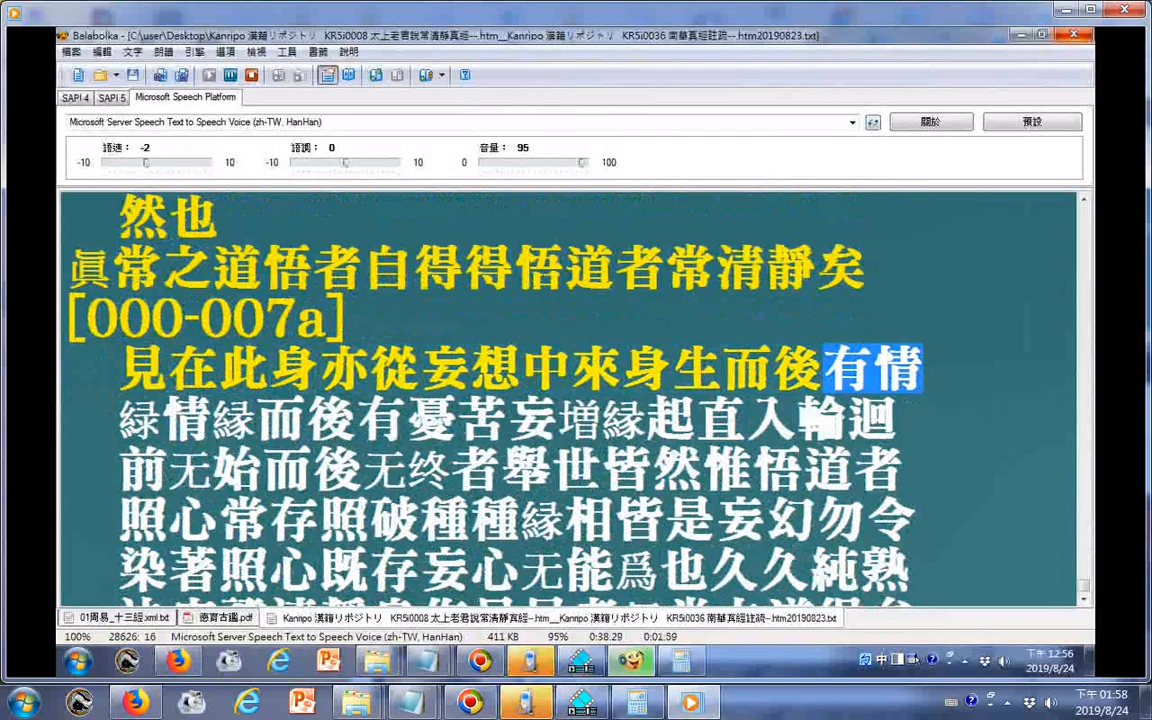 Balabolka - [C:\user\Desktop\Kanripo 漢籍リポジトリ KR5i0008 太上老君說常清靜真經--.htm__Kanripo 漢籍リポジトリ KR5i0036 南華真經註疏--.htm20190823.txt]
檔案 編輯 文字 朗讀 引擎 選項 檢視 工具 書籤 說明
SAPI 4 SAPI 5 Microsoft Speech Platform
Microsoft Server Speech Text to Speech Voice (zh-TW, HanHan) 關於 預設
語速: -2 語調: 0 音量: 95
-10 10 -10 10 0 100
然也
眞常之道悟者自得得悟道者常清靜矣
[000-007a]
見在此身亦從妄想中來身生而後有情
緑情縁而後有憂苦妄増縁起直入輪迴
前无始而後无终者舉世皆然惟悟道者
照心常存照破種種縁相皆是妄幻勿令
染著照心既存妄心无能爲也久久純熟
01周易_十三經.xml.txt 德育古鑑.pdf Kanripo 漢籍リポジトリ KR5i0008 太上老君說常清靜真經--.htm__Kanripo 漢籍リポジトリ KR5i0036 南華真經註疏--.htm20190823.txt
100% 28626: 16 Microsoft Server Speech Text to Speech Voice (zh-TW, HanHan) 411 KB 95% 0:38.29 0:01.59
中 下午 12:56
2019/8/24
下午 01:58
2019/8/24